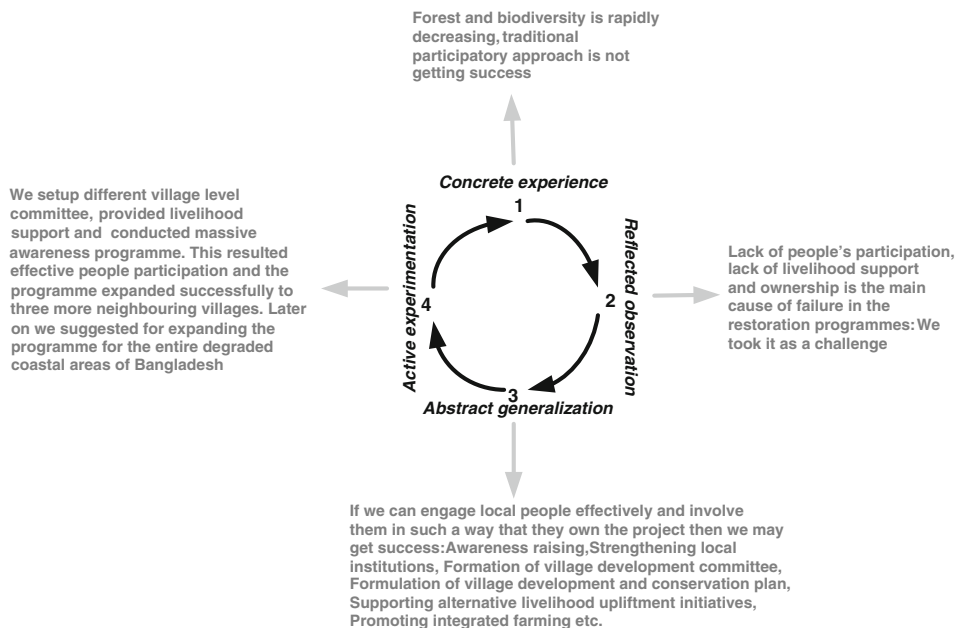 Forest and biodiversity is rapidly
decreasing, traditional
participatory approach is not
getting success
Concrete experience
1
Reflected observation
2
Lack of people's participation,
lack of livelihood support
and ownership is the main
cause of failure in the
restoration programmes: We
took it as a challenge
3
Abstract generalization
If we can engage local people effectively and involve
them in such a way that they own the project then we may
get success:Awareness raising,Strengthening local
institutions, Formation of village development committee,
Formulation of village development and conservation plan,
Supporting alternative livelihood upliftment initiatives,
Promoting integrated farming etc.
Active experimentation
4
We setup different village level
committee, provided livelihood
support and conducted massive
awareness programme. This resulted
effective people participation and the
programme expanded successfully to
three more neighbouring villages. Later
on we suggested for expanding the
programme for the entire degraded
coastal areas of Bangladesh